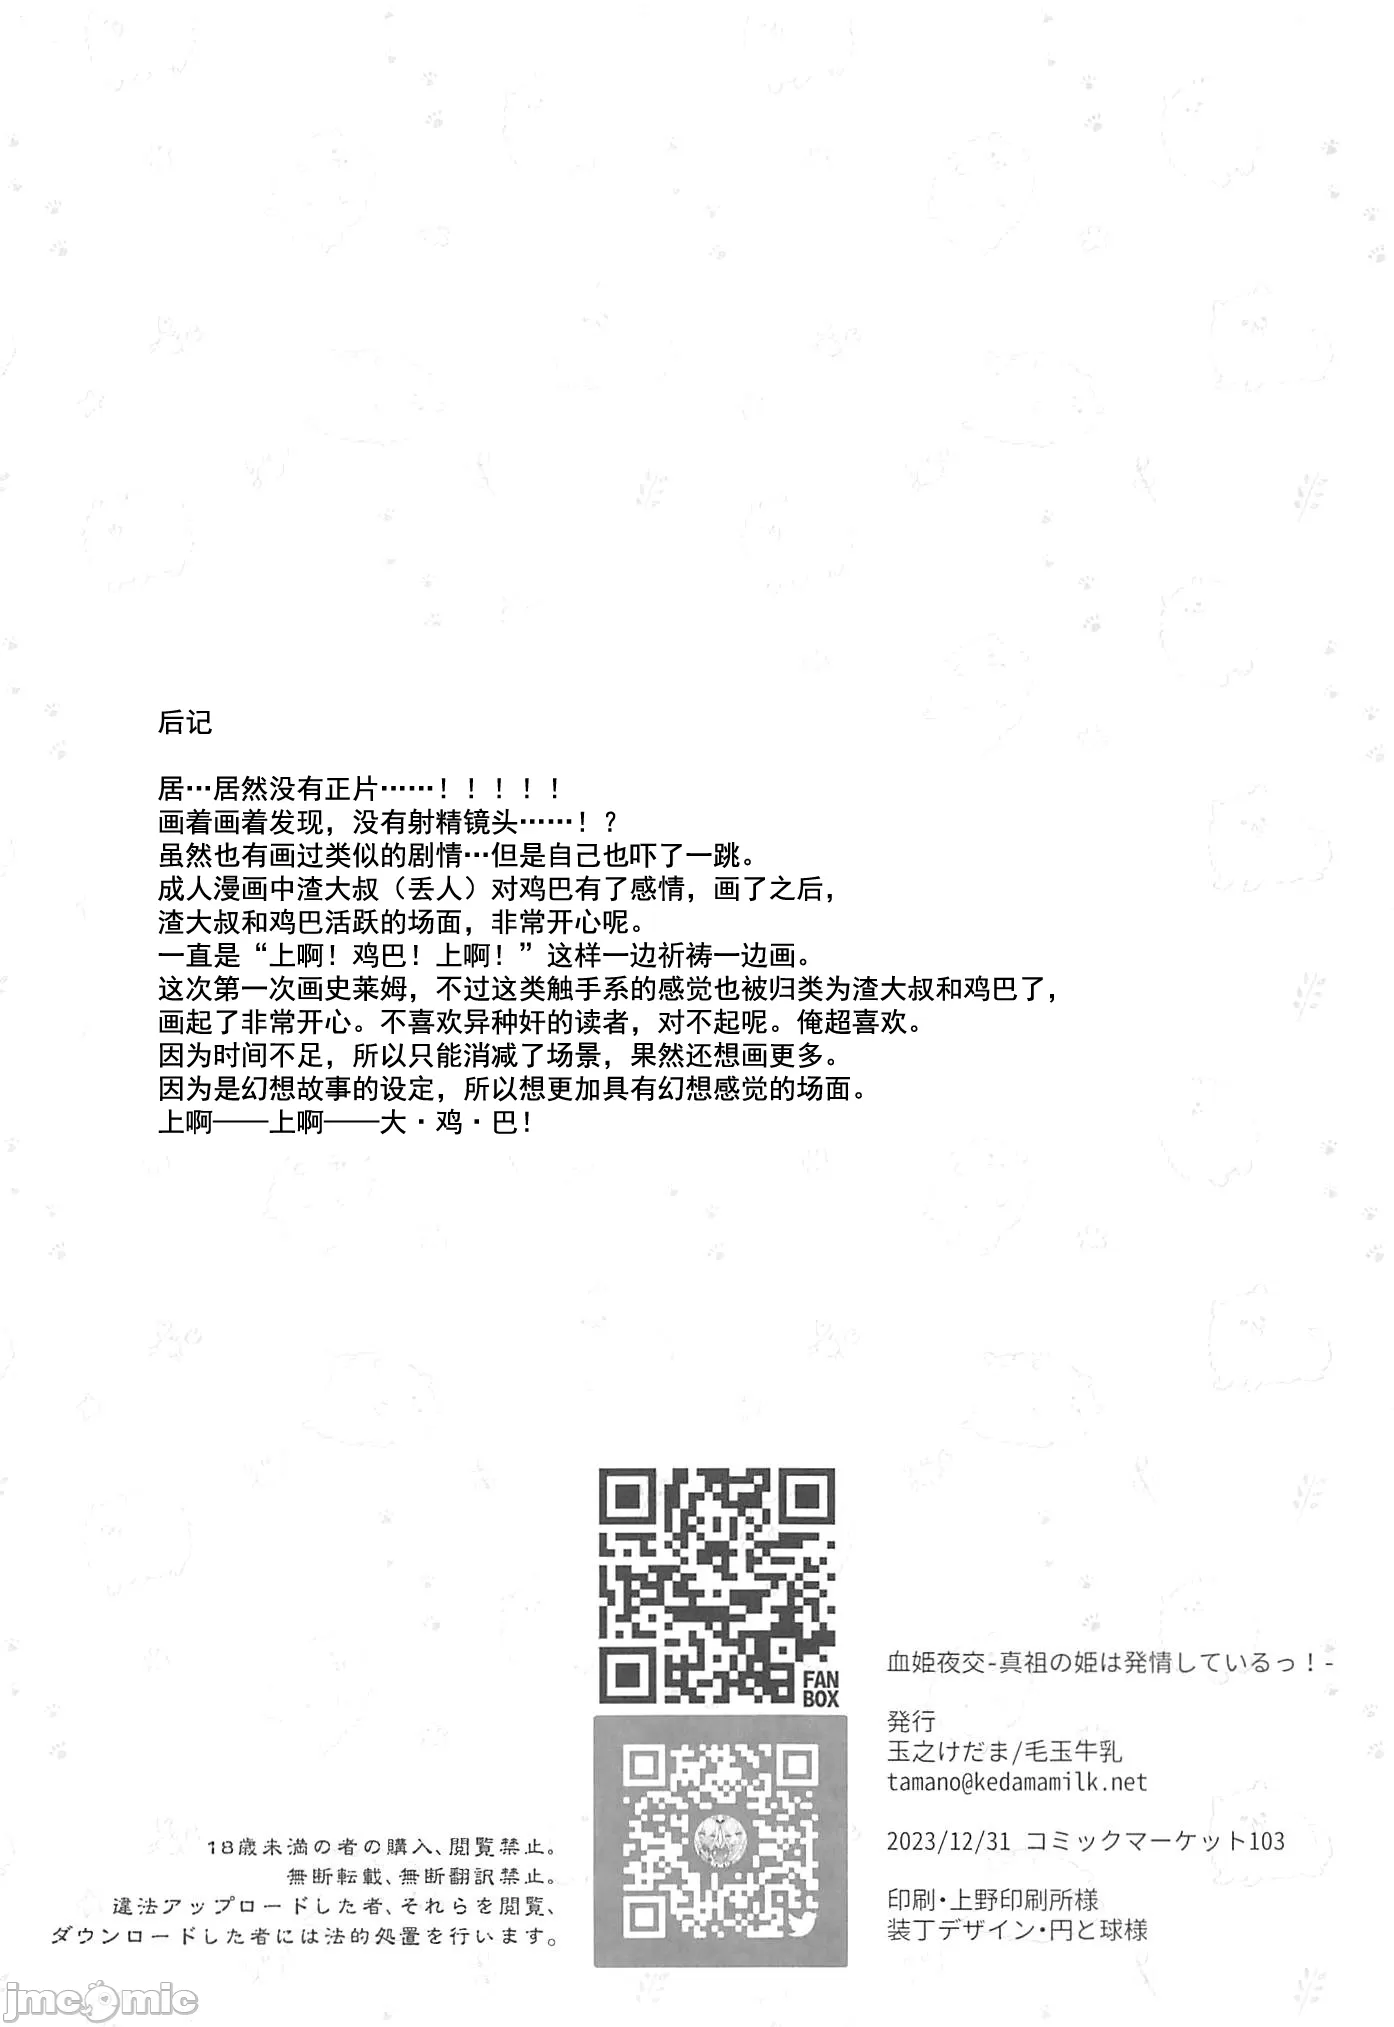 后记
居…居然没有正片……！！！！！
画着画着发现，没有射精镜头……！？
虽然也有画过类似的剧情…但是自己也吓了一跳。
成人漫画中渣大叔（丢人）对鸡巴有了感情，画了之后，
渣大叔和鸡巴活跃的场面，非常开心呢。
一直是“上啊！鸡巴！上啊！”这样一边祈祷一边画。
这次第一次画史莱姆，不过这类触手系的感觉也被归类为渣大叔和鸡巴了，
画起了非常开心。不喜欢异种奸的读者，对不起呢。俺超喜欢。
因为时间不足，所以只能消减了场景，果然还想画更多。
因为是幻想故事的设定，所以想更加具有幻想感觉的场面。
上啊——上啊——大·鸡·巴！
FAN
BOX
血姫夜交-真祖の姫は発情しているっ！-
発行
玉之けだま/毛玉牛乳
tamano@kedamamilk.net
2023/12/31 コミックマーケット103
印刷・上野印刷所様
装丁デザイン・円と球様
18歳未満の者の購入、閲覧禁止。
無断転載、無断翻訳禁止。
違法アップロードした者、それらを閲覧、
ダウンロードした者には法的処置を行います。
jmcomic